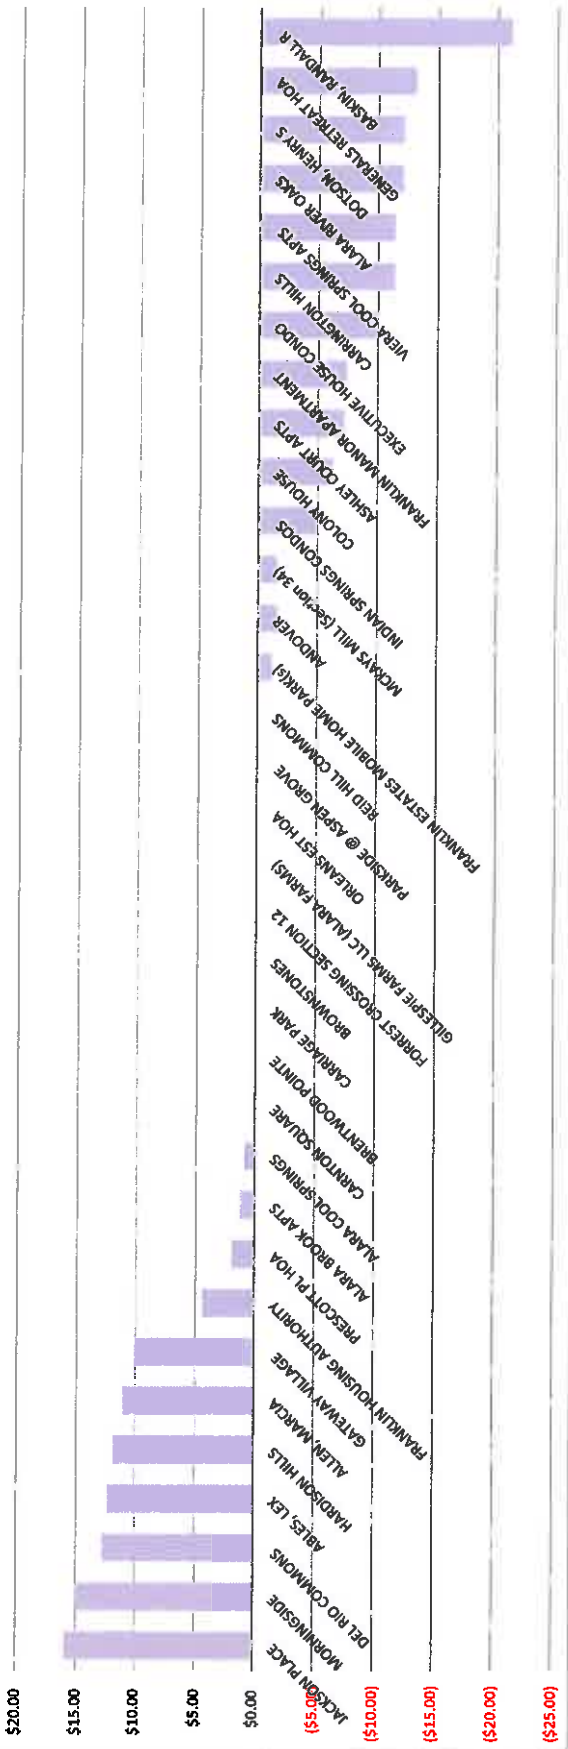 $20.00
$15.00
$10.00
$5.00
$0.00
($5.00)
($10.00)
($15.00)
($20.00)
($25.00)
JACKSON PLACE
MORNINGSIDE
DEL RIO COMMONS
ABLES, LEX
HARDISON HILLS
ALLEN, MARCIA
GATEWAY VILLAGE
FRANKLIN HOUSING AUTHORITY
PRESCOTT PL HOA
ALARA BROOK APTS
ALARA COOL SPRINGS
CARNTON SQUARE
BRENTWOOD POINTE
CARRIAGE PARK
BROWNSTONES
FORREST CROSSING SECTION 12
GILLESPIE FARMS LLC (ALARA FARMS)
ORLEANS EST HOA
PARKSIDE @ ASPEN GROVE
REID HILL COMMONS
FRANKLIN ESTATES MOBILE HOME PARK(s)
ANDOVER
MCKAYS MILL (Section 34)
INDIAN SPRINGS CONDOS
COLONY HOUSE
ASHLEY COURT APTS
FRANKLIN MANOR APARTMENT
EXECUTIVE HOUSE CONDO
CARRINGTON HILLS
VIERA COOL SPRINGS APTS
ALARA RIVER OAKS
DOTSON, HENRY S
GENERALS RETREAT HOA
BASKIN, RANDALL R